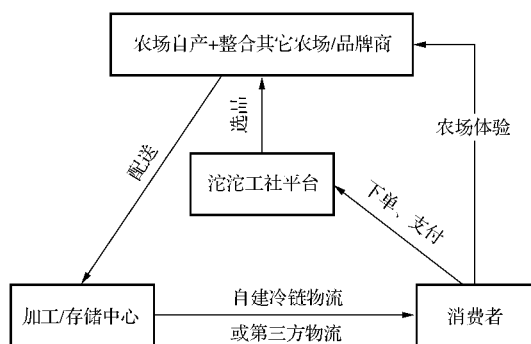 农场自产+整合其它农场/品牌商
选品
农场体验
配送
沱沱工社平台
下单、支付
加工/存储中心
自建冷链物流
或第三方物流
消费者